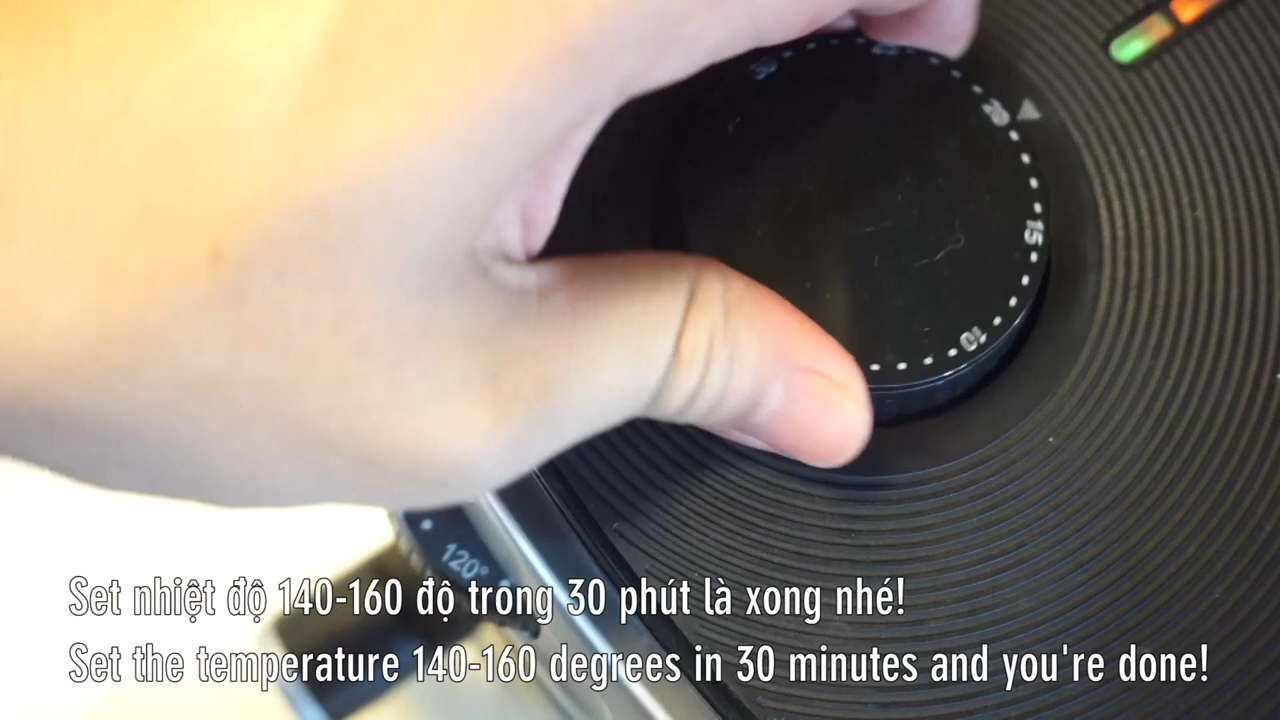 20
15
10
120°
Set nhiệt độ 140-160 độ trong 30 phút là xong nhé!
Set the temperature 140-160 degrees in 30 minutes and you're done!